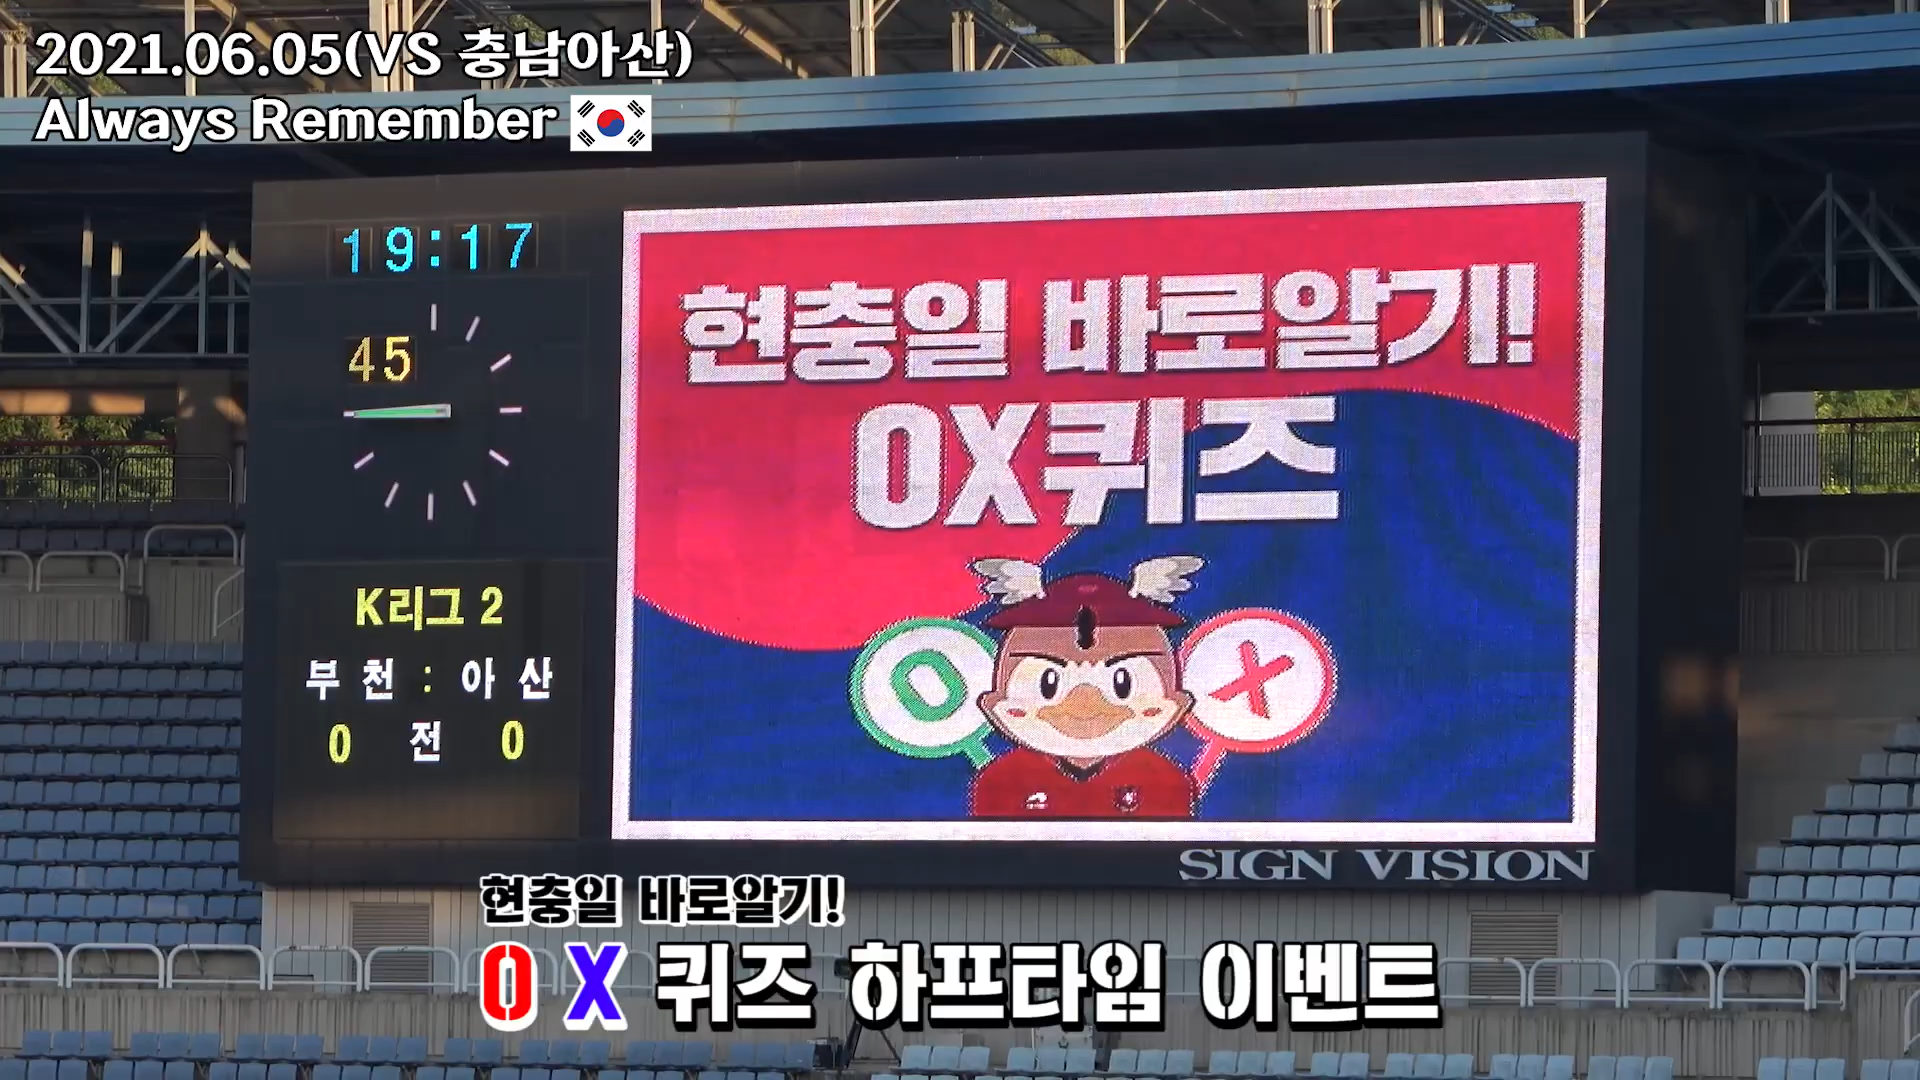 2021.06.05(VS 충남아산)
Always Remember
19:17
45
K리그 2
부천 : 아산
0 전 0
현충일 바로알기!
OX퀴즈
O X
SIGN VISION
현충일 바로알기!
O X 퀴즈 하프타임 이벤트